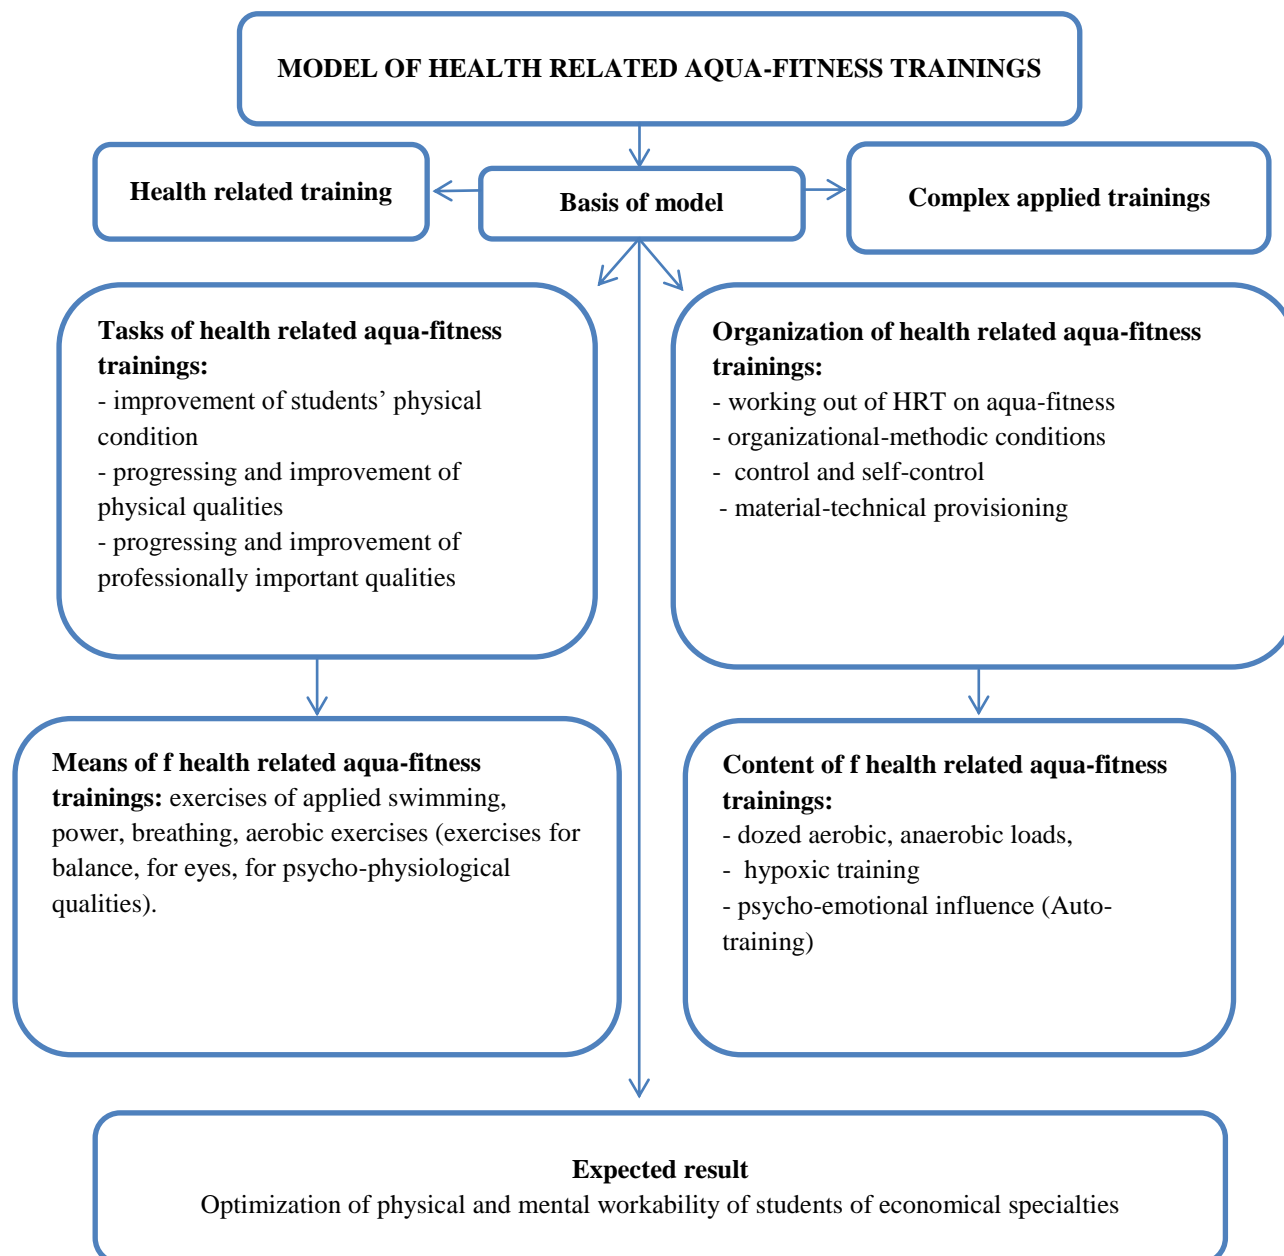 MODEL OF HEALTH RELATED AQUA-FITNESS TRAININGS
Health related training
Basis of model
Complex applied trainings
Tasks of health related aqua-fitness
trainings:
- improvement of students’ physical
condition
- progressing and improvement of
physical qualities
- progressing and improvement of
professionally important qualities
Organization of health related aqua-fitness
trainings:
- working out of HRT on aqua-fitness
- organizational-methodic conditions
- control and self-control
- material-technical provisioning
Means of f health related aqua-fitness
trainings: exercises of applied swimming,
power, breathing, aerobic exercises (exercises for
balance, for eyes, for psycho-physiological
qualities).
Content of f health related aqua-fitness
trainings:
- dozed aerobic, anaerobic loads,
- hypoxic training
- psycho-emotional influence (Auto-
training)
Expected result
Optimization of physical and mental workability of students of economical specialties